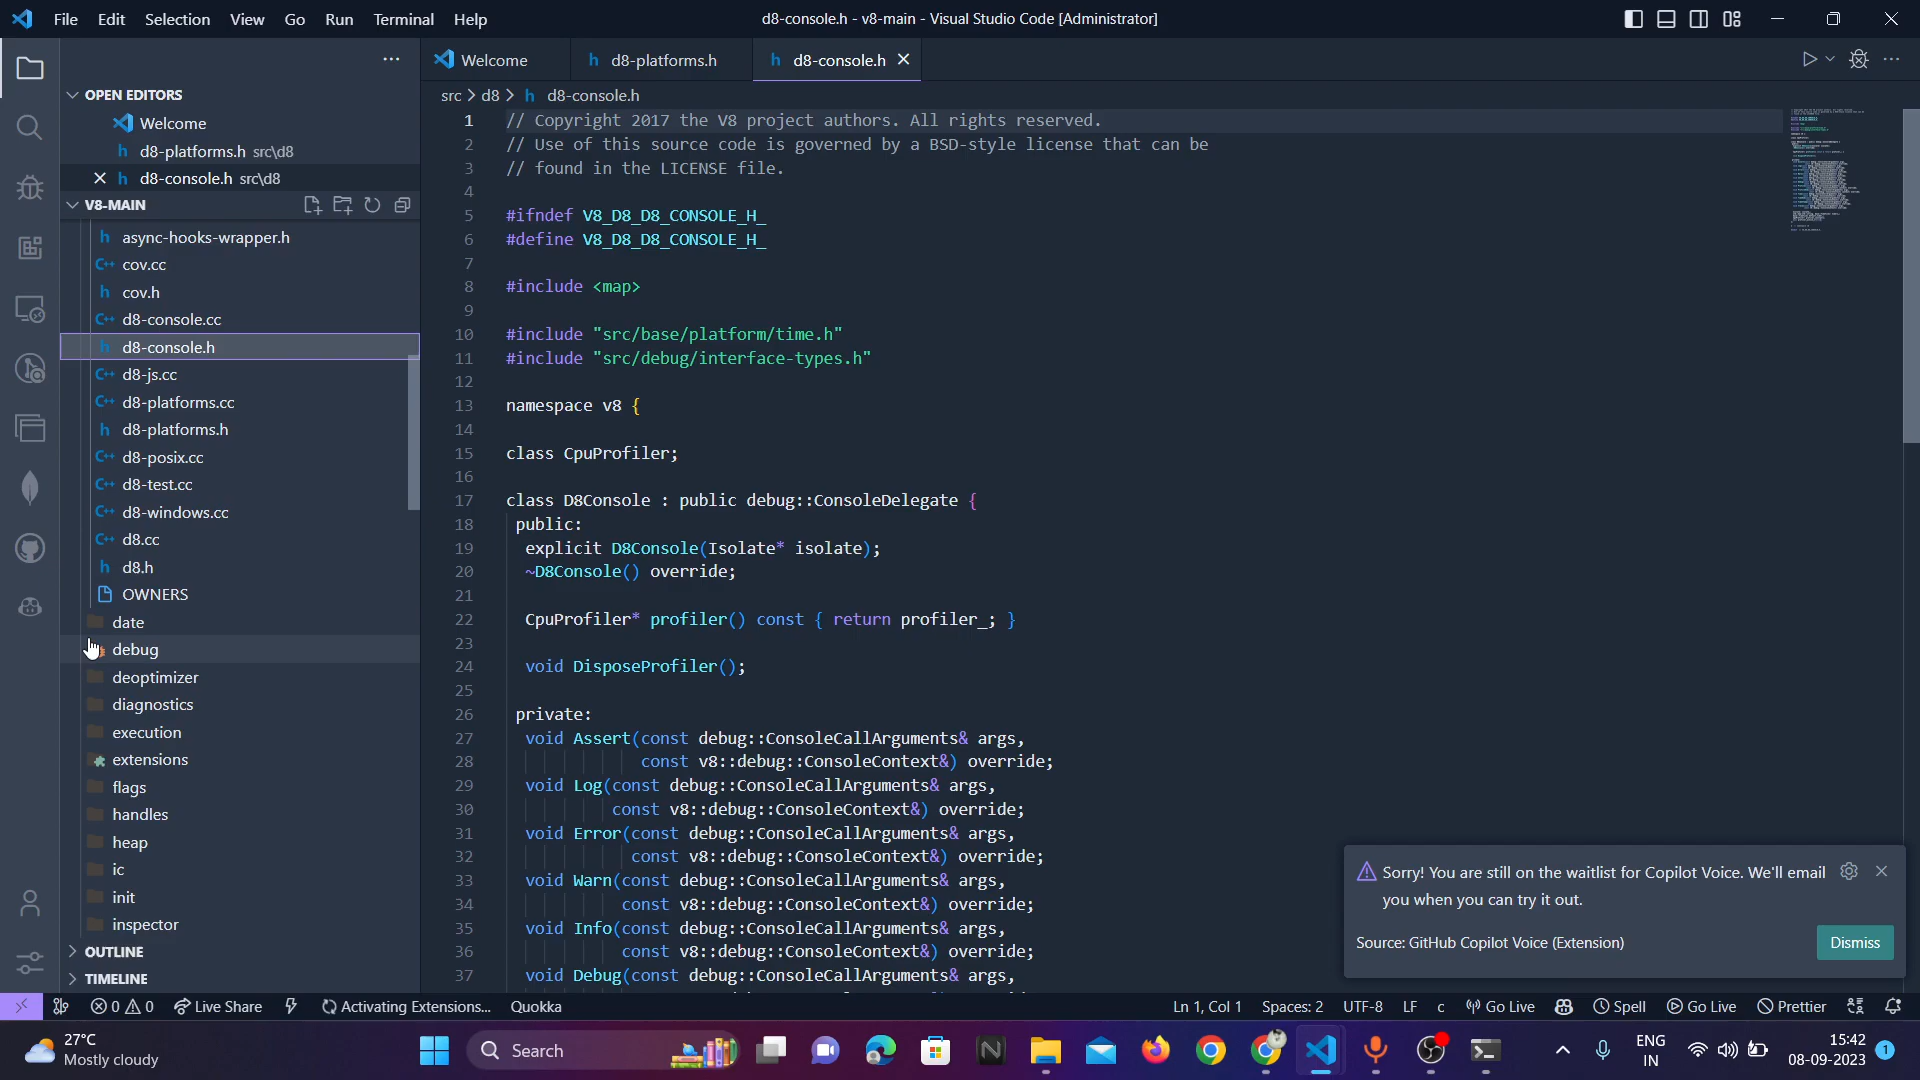 File Edit Selection View Go Run Terminal Help
d8-console.h - v8-main - Visual Studio Code [Administrator]
OPEN EDITORS
Welcome
d8-platforms.h src\d8
d8-console.h src\d8
V8-MAIN
async-hooks-wrapper.h
cov.cc
cov.h
d8-console.cc
d8-console.h
d8-js.cc
d8-platforms.cc
d8-platforms.h
d8-posix.cc
d8-test.cc
d8-windows.cc
d8.cc
d8.h
OWNERS
date
debug
deoptimizer
diagnostics
execution
extensions
flags
handles
heap
ic
init
inspector
OUTLINE
TIMELINE
Welcome
d8-platforms.h
d8-console.h
src > d8 > h d8-console.h
1 // Copyright 2017 the V8 project authors. All rights reserved.
2 // Use of this source code is governed by a BSD-style license that can be
3 // found in the LICENSE file.
4
5 #ifndef V8_D8_D8_CONSOLE_H_
6 #define V8_D8_D8_CONSOLE_H_
7
8 #include <map>
9
10 #include "src/base/platform/time.h"
11 #include "src/debug/interface-types.h"
12
13 namespace v8 {
14
15 class CpuProfiler;
16
17 class D8Console : public debug::ConsoleDelegate {
18 public:
19 explicit D8Console(Isolate* isolate);
20 ~D8Console() override;
21
22 CpuProfiler* profiler() const { return profiler_; }
23
24 void DisposeProfiler();
25
26 private:
27 void Assert(const debug::ConsoleCallArguments& args,
28 const v8::debug::ConsoleContext&) override;
29 void Log(const debug::ConsoleCallArguments& args,
30 const v8::debug::ConsoleContext&) override;
31 void Error(const debug::ConsoleCallArguments& args,
32 const v8::debug::ConsoleContext&) override;
33 void Warn(const debug::ConsoleCallArguments& args,
34 const v8::debug::ConsoleContext&) override;
35 void Info(const debug::ConsoleCallArguments& args,
36 const v8::debug::ConsoleContext&) override;
37 void Debug(const debug::ConsoleCallArguments& args,
Sorry! You are still on the waitlist for Copilot Voice. We'll email
you when you can try it out.
Source: GitHub Copilot Voice (Extension)
Dismiss
0 0 Live Share Activating Extensions... Quokka
Ln 1, Col 1 Spaces: 2 UTF-8 LF c Go Live Spell Go Live Prettier
27°C
Mostly cloudy
Search
ENG
IN
15:42
08-09-2023
1